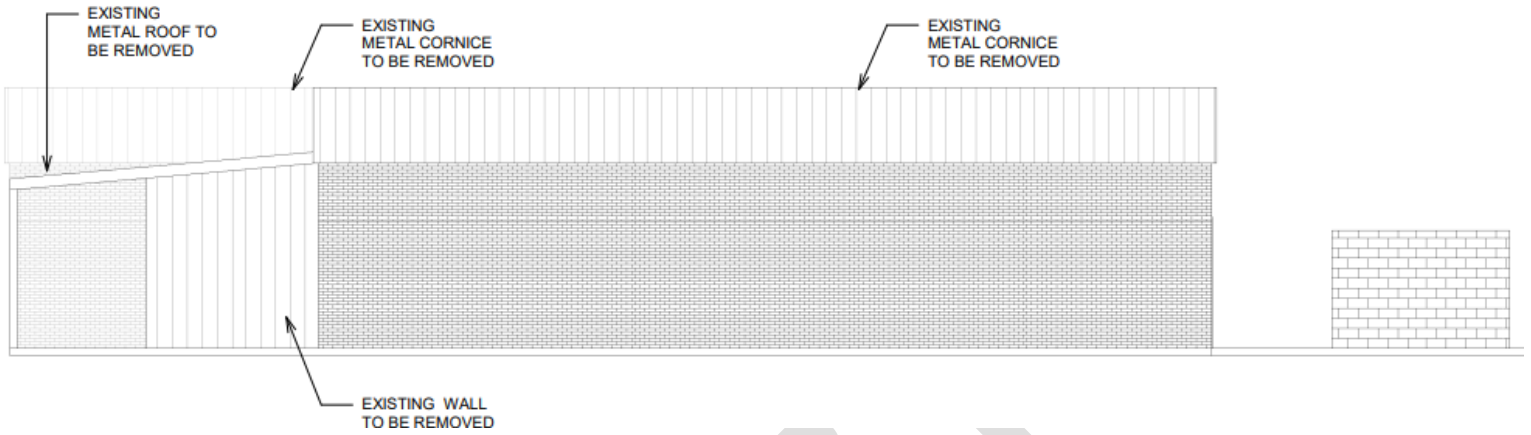 EXISTING
METAL ROOF TO
BE REMOVED
EXISTING
METAL CORNICE
TO BE REMOVED
EXISTING
METAL CORNICE
TO BE REMOVED
EXISTING WALL
TO BE REMOVED